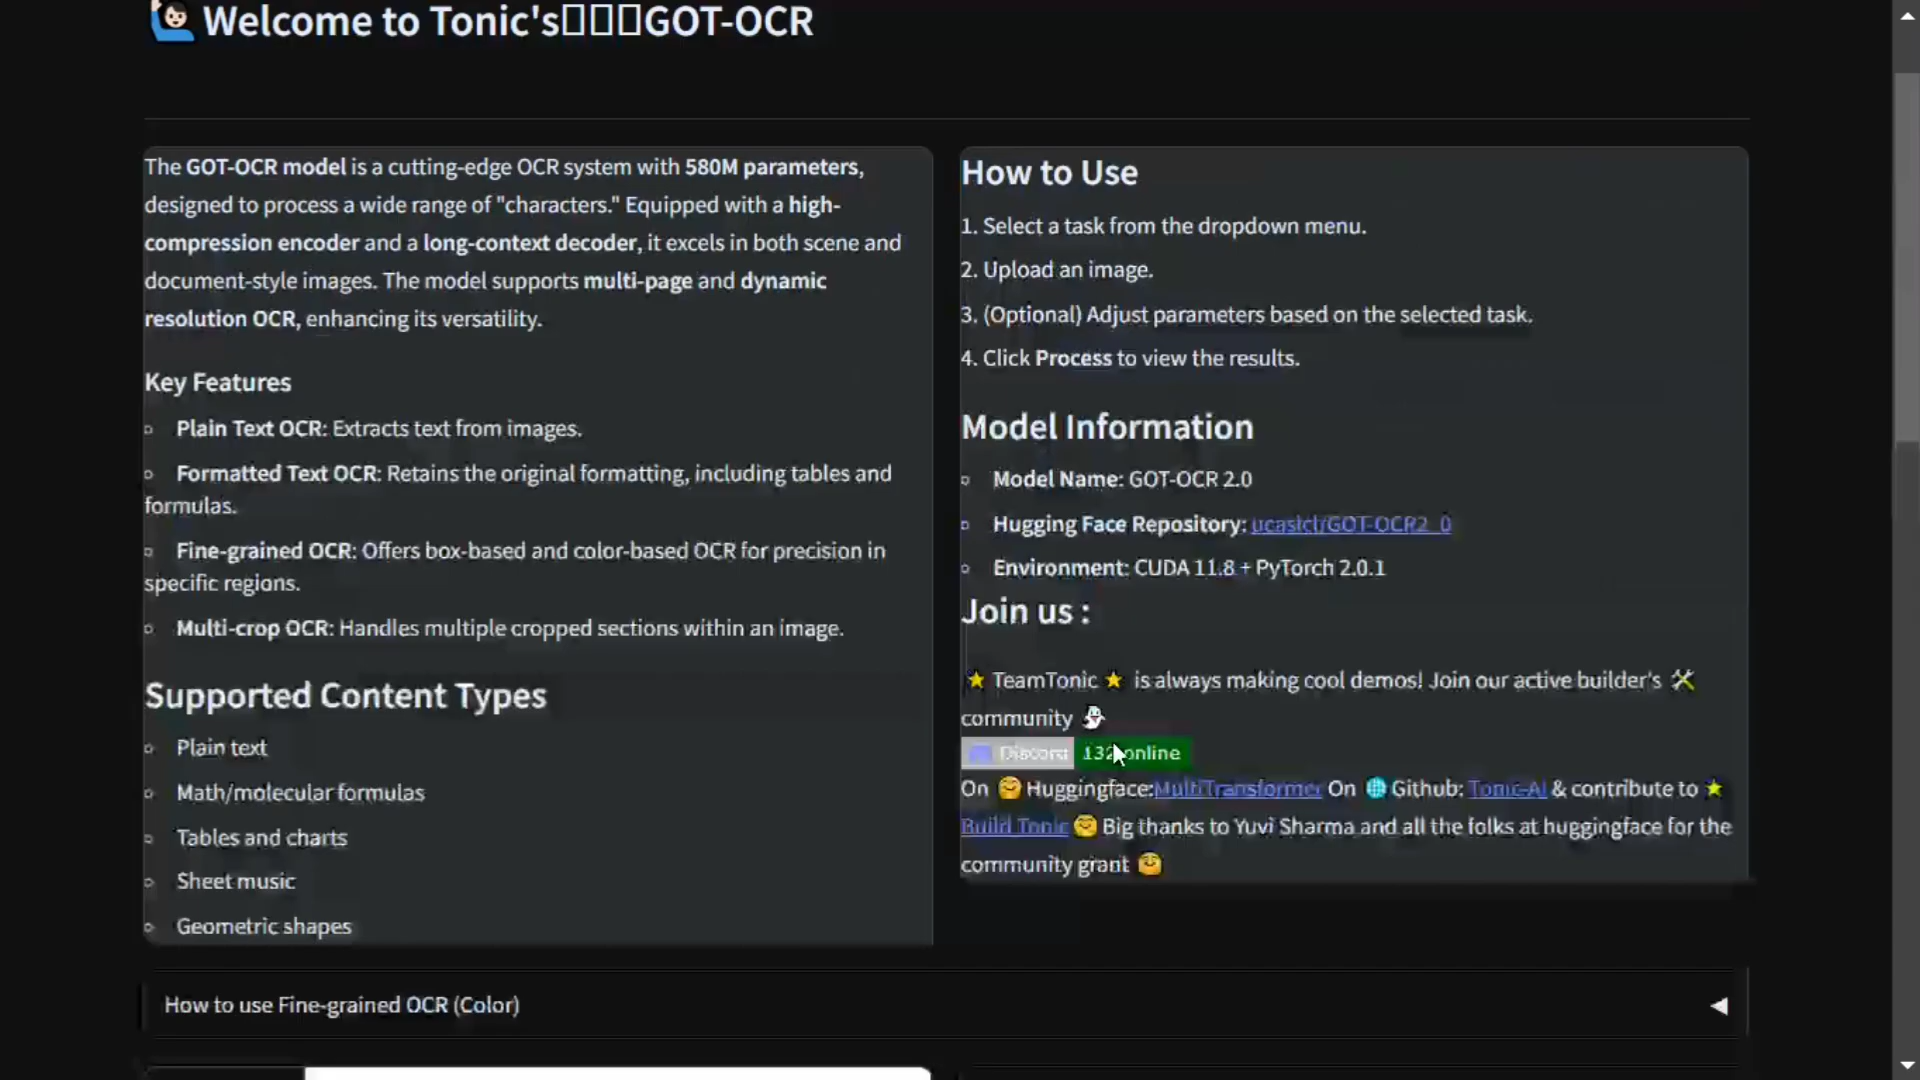 Welcome to Tonic's GOT-OCR
The GOT-OCR model is a cutting-edge OCR system with 580M parameters,
designed to process a wide range of "characters." Equipped with a high-
compression encoder and a long-context decoder, it excels in both scene and
document-style images. The model supports multi-page and dynamic
resolution OCR, enhancing its versatility.
Key Features
Plain Text OCR: Extracts text from images.
Formatted Text OCR: Retains the original formatting, including tables and
formulas.
Fine-grained OCR: Offers box-based and color-based OCR for precision in
specific regions.
Multi-crop OCR: Handles multiple cropped sections within an image.
Supported Content Types
Plain text
Math/molecular formulas
Tables and charts
Sheet music
Geometric shapes
How to Use
1. Select a task from the dropdown menu.
2. Upload an image.
3. (Optional) Adjust parameters based on the selected task.
4. Click Process to view the results.
Model Information
Model Name: GOT-OCR 2.0
Hugging Face Repository: ucaslcl/GOT-OCR2_0
Environment: CUDA 11.8 + PyTorch 2.0.1
Join us :
TeamTonic is always making cool demos! Join our active builder's
community
Discord 132 online
On Huggingface:MultiTransformer On Github: Tonic-AI & contribute to
Build Tonic Big thanks to Yuvi Sharma and all the folks at huggingface for the
community grant
How to use Fine-grained OCR (Color)